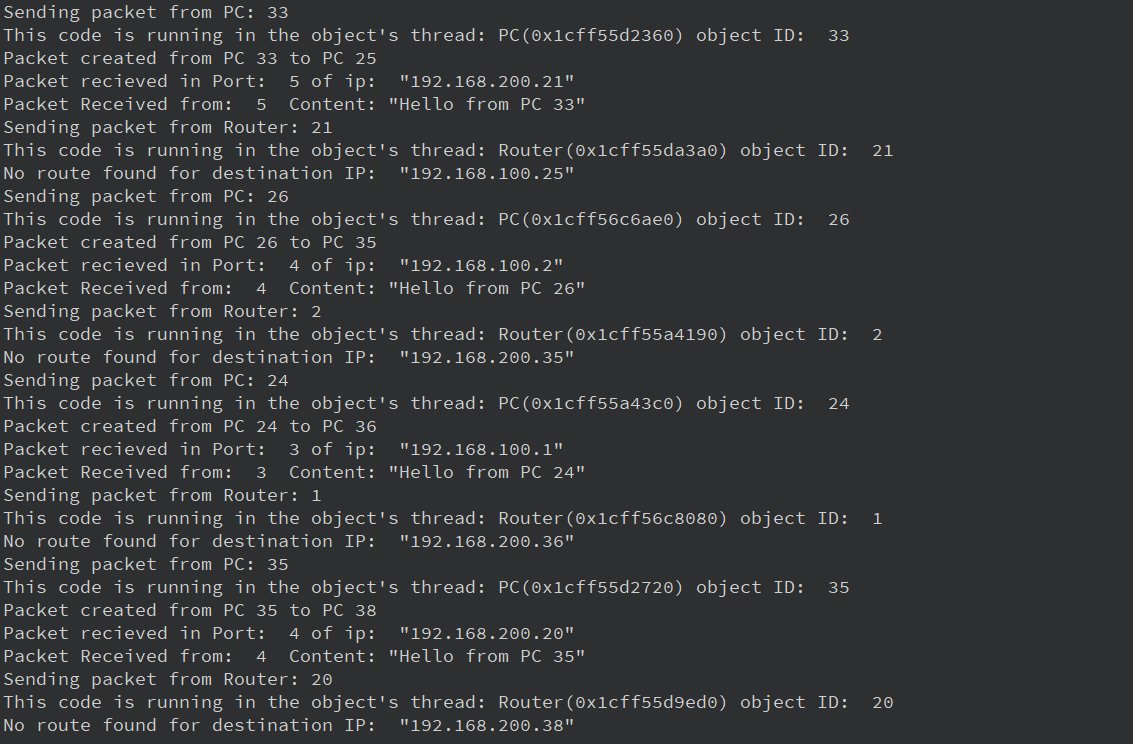 Sending packet from PC: 33
This code is running in the object's thread: PC(0x1cff55d2360) object ID:  33
Packet created from PC 33 to PC 25
Packet recieved in Port:  5 of ip:  "192.168.200.21"
Packet Received from:  5  Content: "Hello from PC 33"
Sending packet from Router: 21
This code is running in the object's thread: Router(0x1cff55da3a0) object ID:  21
No route found for destination IP:  "192.168.100.25"
Sending packet from PC: 26
This code is running in the object's thread: PC(0x1cff56c6ae0) object ID:  26
Packet created from PC 26 to PC 35
Packet recieved in Port:  4 of ip:  "192.168.100.2"
Packet Received from:  4  Content: "Hello from PC 26"
Sending packet from Router: 2
This code is running in the object's thread: Router(0x1cff55a4190) object ID:  2
No route found for destination IP:  "192.168.200.35"
Sending packet from PC: 24
This code is running in the object's thread: PC(0x1cff55a43c0) object ID:  24
Packet created from PC 24 to PC 36
Packet recieved in Port:  3 of ip:  "192.168.100.1"
Packet Received from:  3  Content: "Hello from PC 24"
Sending packet from Router: 1
This code is running in the object's thread: Router(0x1cff56c8080) object ID:  1
No route found for destination IP:  "192.168.200.36"
Sending packet from PC: 35
This code is running in the object's thread: PC(0x1cff55d2720) object ID:  35
Packet created from PC 35 to PC 38
Packet recieved in Port:  4 of ip:  "192.168.200.20"
Packet Received from:  4  Content: "Hello from PC 35"
Sending packet from Router: 20
This code is running in the object's thread: Router(0x1cff55d9ed0) object ID:  20
No route found for destination IP:  "192.168.200.38"